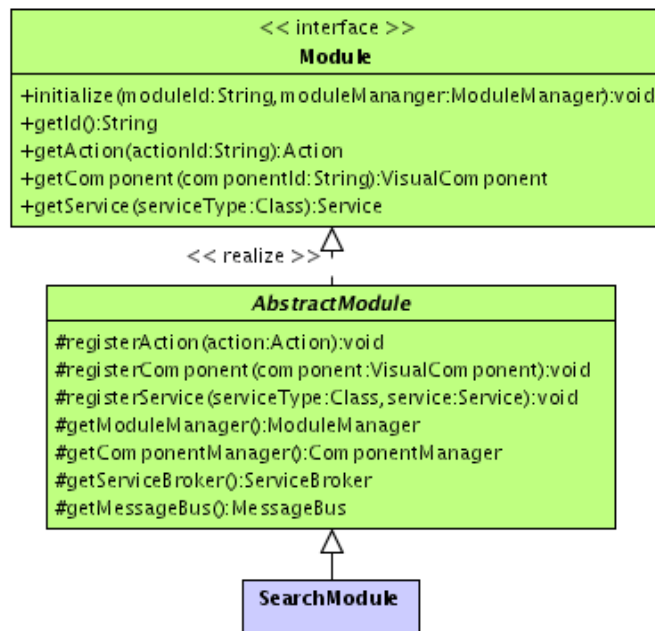 << interface >>
Module
+initialize(moduleId:String,moduleMananger:ModuleManager):void
+getId():String
+getAction(actionId:String):Action
+getComponent(componentId:String):VisualComponent
+getService(serviceType:Class):Service
<< realize >>
AbstractModule
#registerAction(action:Action):void
#registerComponent(component:VisualComponent):void
#registerService(serviceType:Class,service:Service):void
#getModuleManager():ModuleManager
#getComponentManager():ComponentManager
#getServiceBroker():ServiceBroker
#getMessageBus():MessageBus
SearchModule